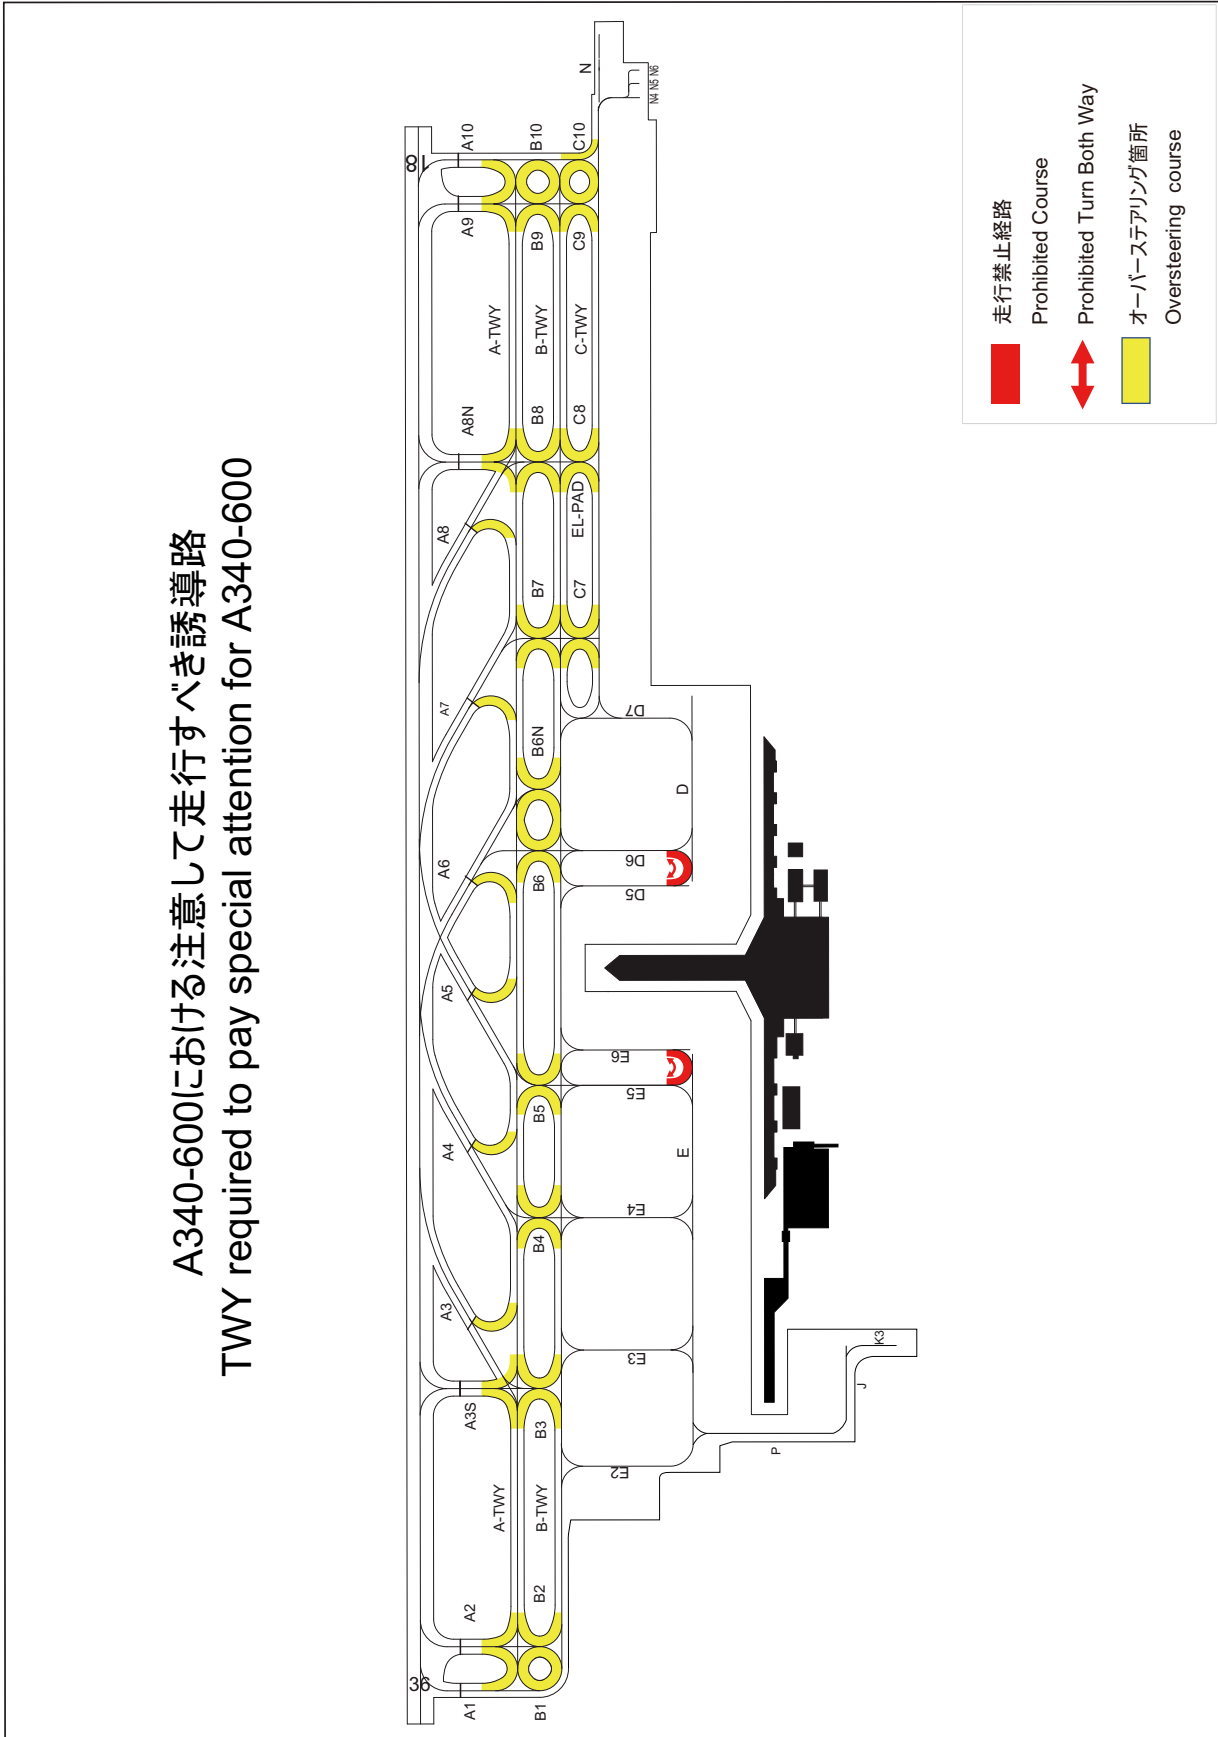 A340-600における注意して走行すべき誘導路
TWY required to pay special attention for A340-600
36
18
A1
A2
A3S
A3
A4
A5
A6
A7
A8
A8N
A9
A10
A-TWY
A-TWY
B1
B2
B-TWY
B3
B4
B5
B6
B6N
B7
B8
B-TWY
B9
B10
C7
EL-PAD
C8
C-TWY
C9
C10
N
N4 N5 N6
E2
E3
E4
E5
E6
D5
D6
D7
E
D
P
J
K3
走行禁止経路
Prohibited Course
Prohibited Turn Both Way
オーバーステアリング箇所
Oversteering course